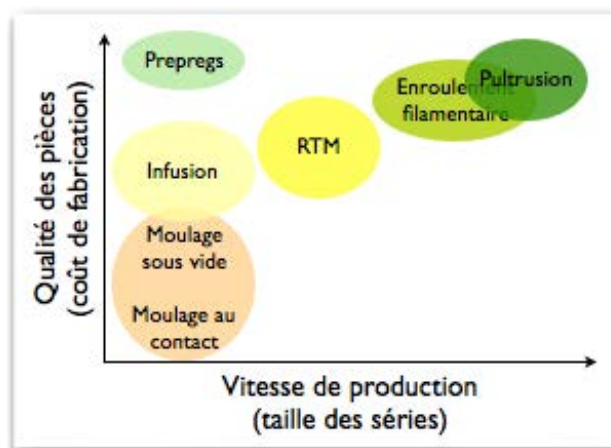 Qualité des pièces
(coût de fabrication)
Prepregs
Infusion
Moulage
sous vide
Moulage au
contact
RTM
Enroulement
filamentaire
Pultrusion
Vitesse de production
(taille des séries)